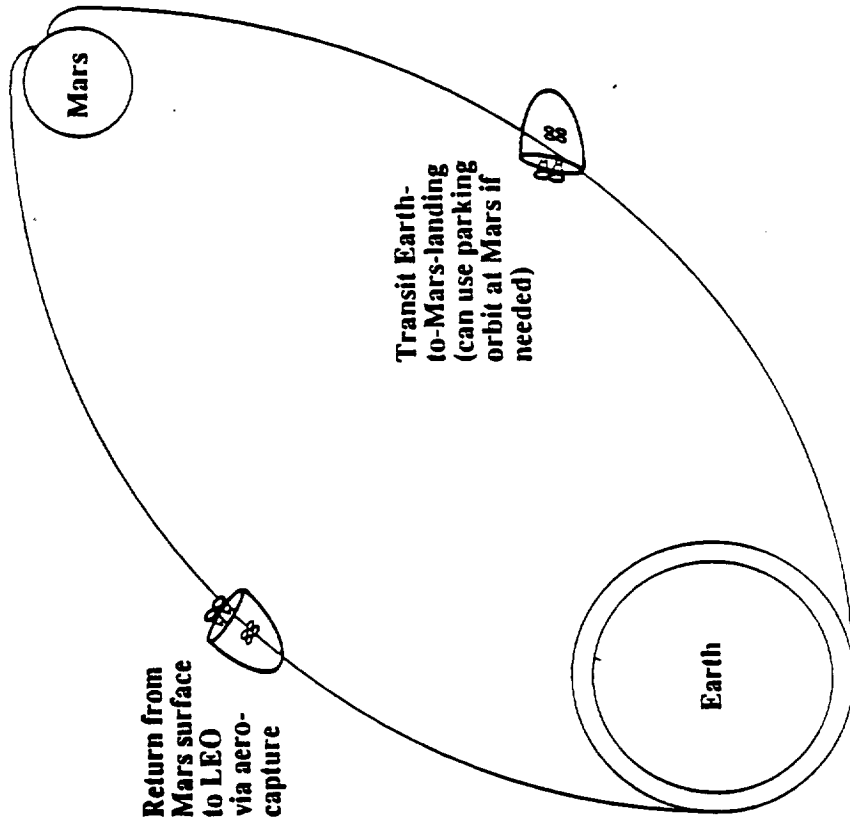 Mars
Transit Earth-
to-Mars-landing
(can use parking
orbit at Mars if
needed)
Return from
Mars surface
to LEO
via aero-
capture
Earth